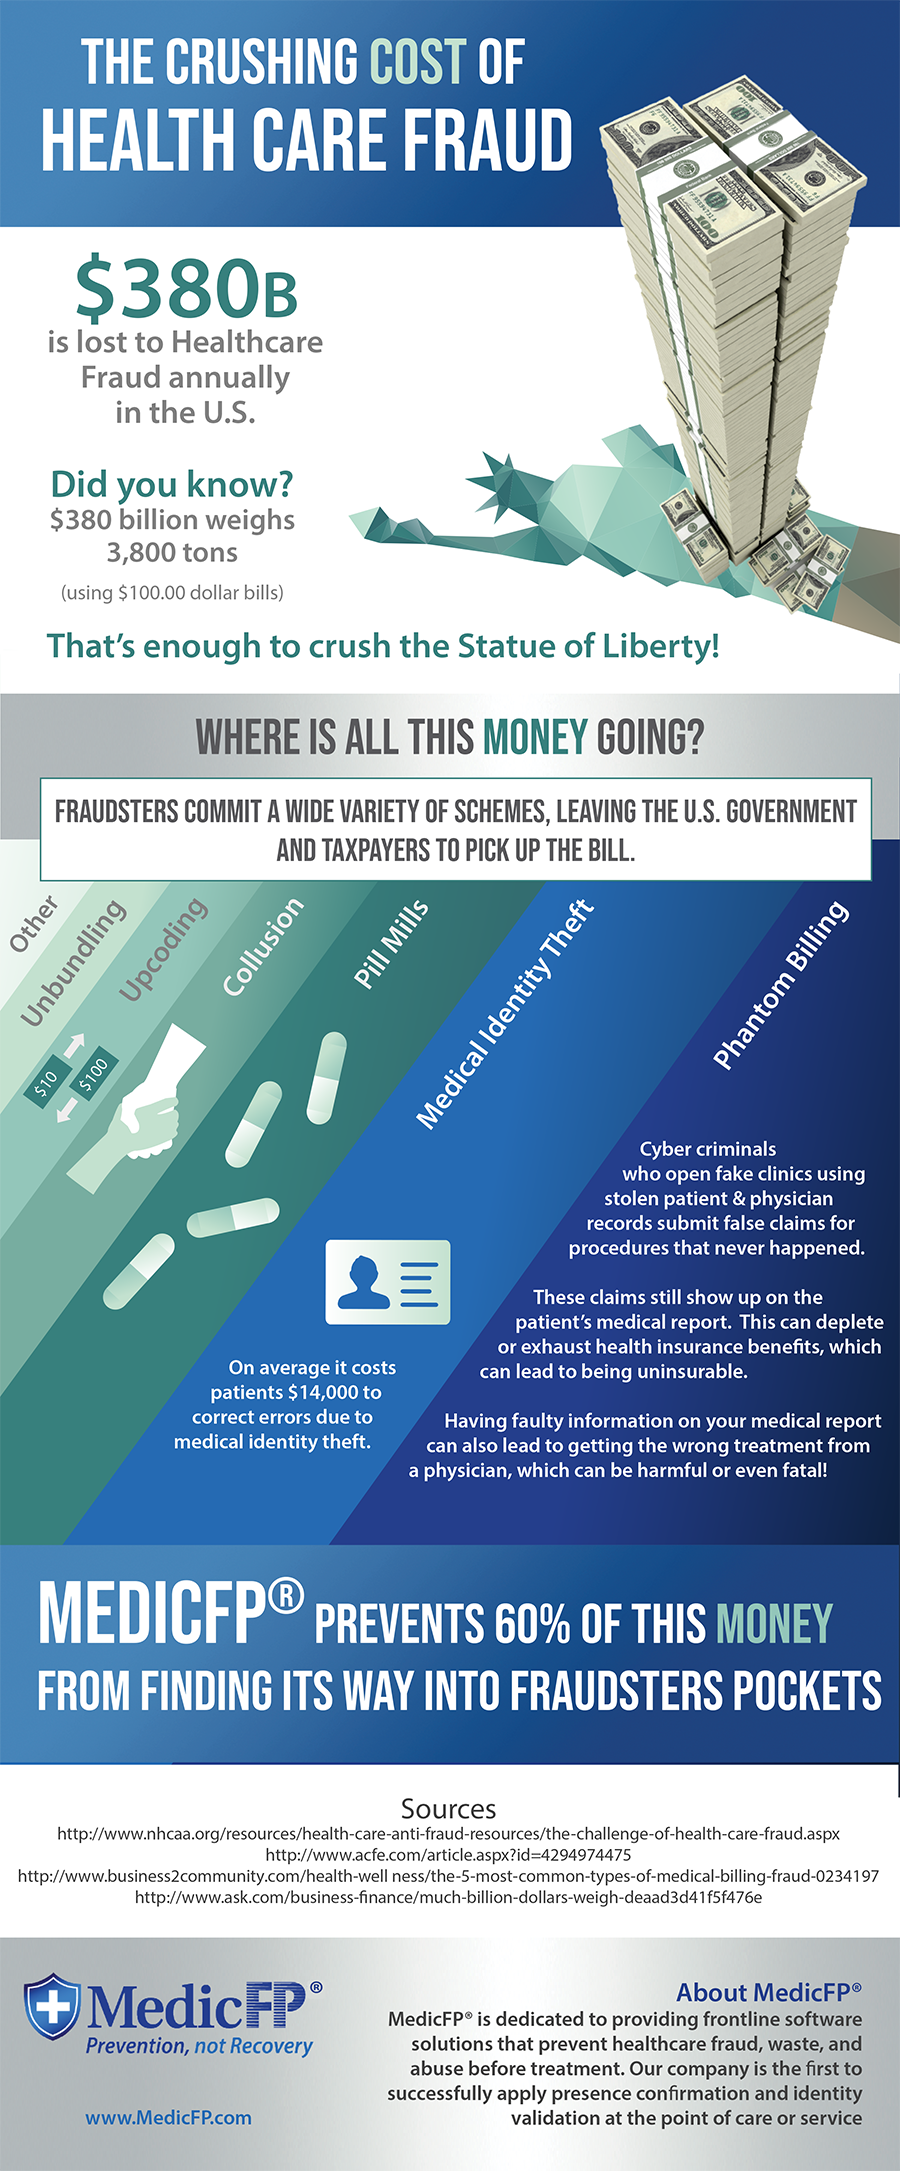 THE CRUSHING COST OF
HEALTH CARE FRAUD
$380B
is lost to Healthcare
Fraud annually
in the U.S.
Did you know?
$380 billion weighs
3,800 tons
(using $100.00 dollar bills)
That's enough to crush the Statue of Liberty!
WHERE IS ALL THIS MONEY GOING?
FRAUDSTERS COMMIT A WIDE VARIETY OF SCHEMES, LEAVING THE U.S. GOVERNMENT
AND TAXPAYERS TO PICK UP THE BILL.
Other
Unbundling
Upcoding
Collusion
Pill Mills
Medical Identity Theft
Phantom Billing
$10
$100
Cyber criminals
who open fake clinics using
stolen patient & physician
records submit false claims for
procedures that never happened.
These claims still show up on the
patient's medical report. This can deplete
or exhaust health insurance benefits, which
can lead to being uninsurable.
On average it costs
patients $14,000 to
correct errors due to
medical identity theft.
Having faulty information on your medical report
can also lead to getting the wrong treatment from
a physician, which can be harmful or even fatal!
MEDICFP® PREVENTS 60% OF THIS MONEY
FROM FINDING ITS WAY INTO FRAUDSTERS POCKETS
Sources
http://www.nhcaa.org/resources/health-care-anti-fraud-resources/the-challenge-of-health-care-fraud.aspx
http://www.acfe.com/article.aspx?id=4294974475
http://www.business2community.com/health-well ness/the-5-most-common-types-of-medical-billing-fraud-0234197
http://www.ask.com/business-finance/much-billion-dollars-weigh-deaad3d41f5f476e
MedicFP®
Prevention, not Recovery
www.MedicFP.com
About MedicFP®
MedicFP® is dedicated to providing frontline software
solutions that prevent healthcare fraud, waste, and
abuse before treatment. Our company is the first to
successfully apply presence confirmation and identity
validation at the point of care or service